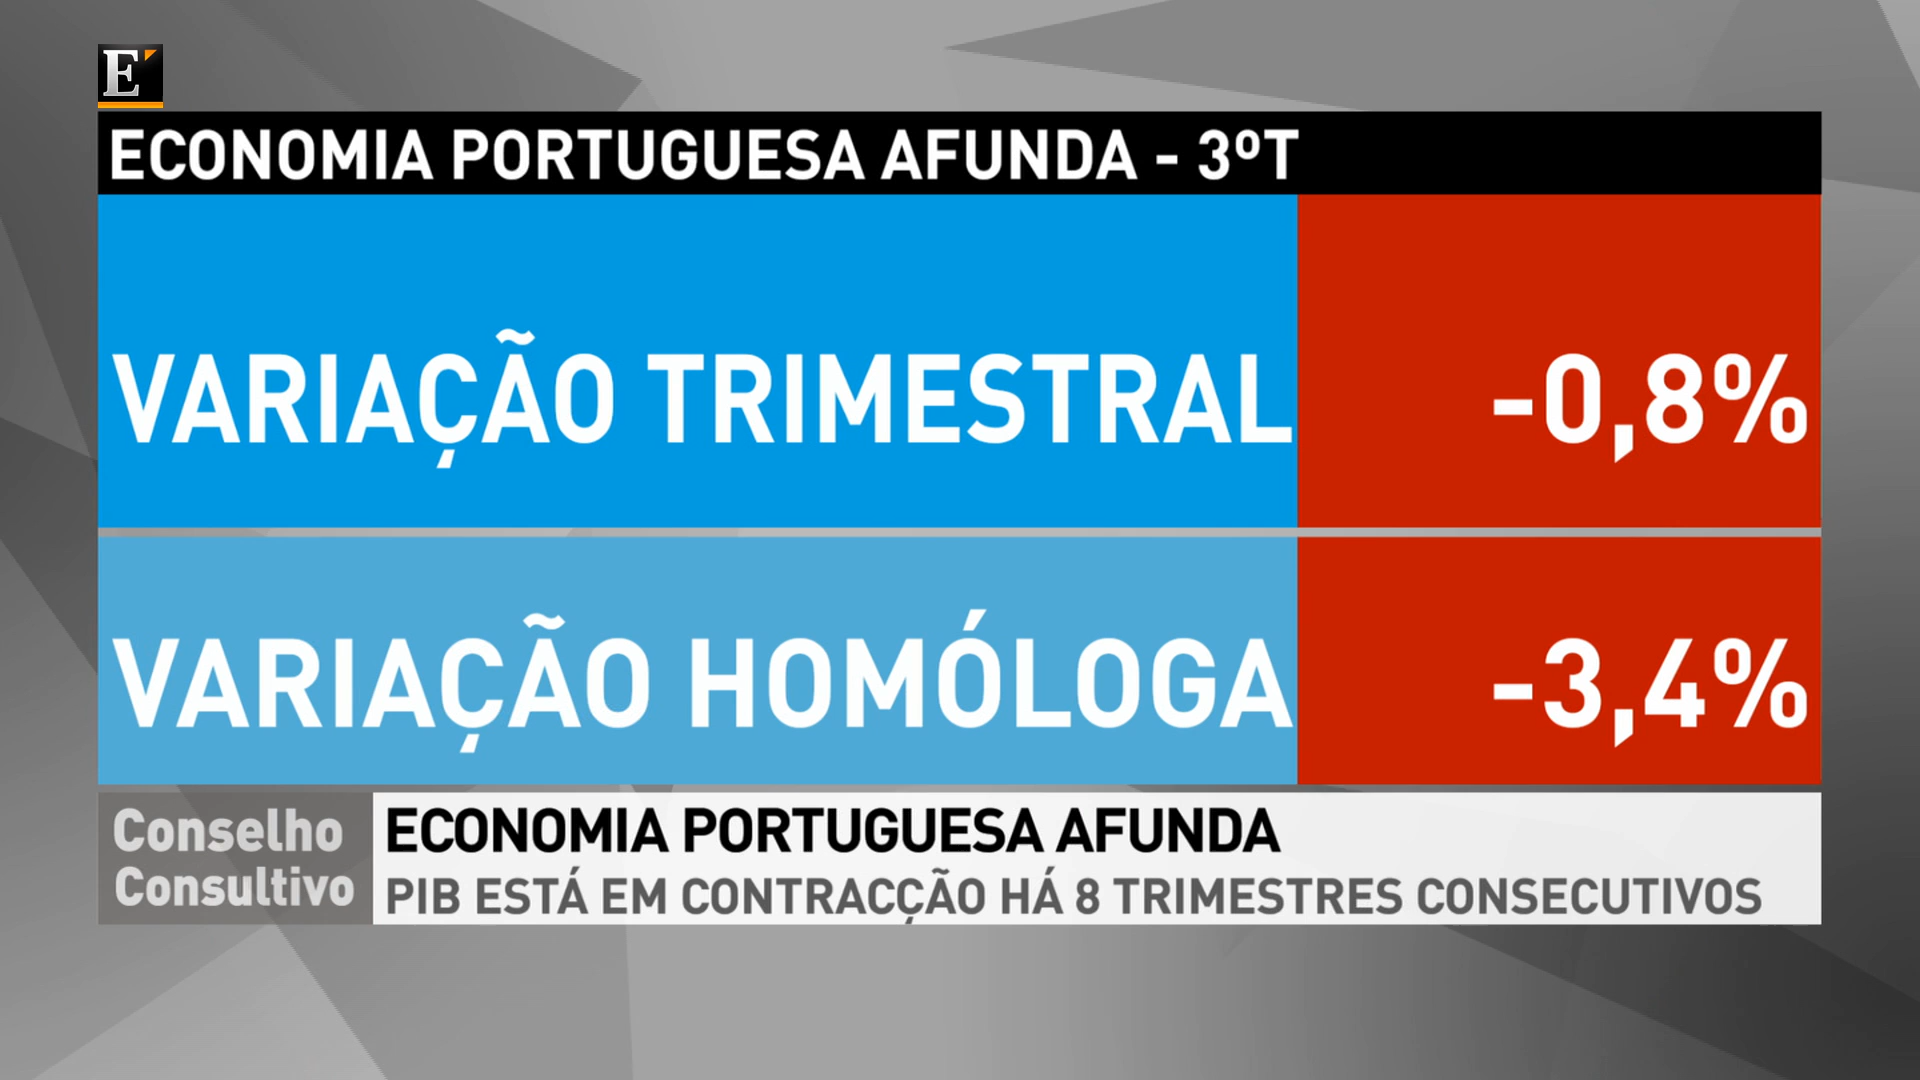 E´
ECONOMIA PORTUGUESA AFUNDA - 3ºT
VARIAÇÃO TRIMESTRAL -0,8%
VARIAÇÃO HOMÓLOGA -3,4%
Conselho
Consultivo
ECONOMIA PORTUGUESA AFUNDA
PIB ESTÁ EM CONTRACÇÃO HÁ 8 TRIMESTRES CONSECUTIVOS